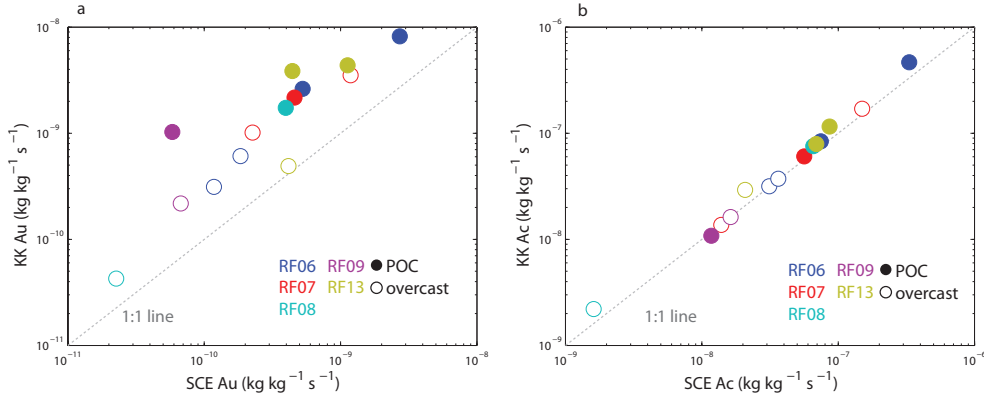 a
10⁻⁸
10⁻⁹
10⁻¹⁰
10⁻¹¹
KK Au (kg kg⁻¹ s⁻¹)
RF06 RF09 POC
RF07 RF13 overcast
RF08
1:1 line
10⁻¹¹ 10⁻¹⁰ 10⁻⁹ 10⁻⁸
SCE Au (kg kg⁻¹ s⁻¹)
b
10⁻⁶
10⁻⁷
10⁻⁸
10⁻⁹
KK Ac (kg kg⁻¹ s⁻¹)
RF06 RF09 POC
RF07 RF13 overcast
RF08
1:1 line
10⁻⁹ 10⁻⁸ 10⁻⁷ 10⁻⁶
SCE Ac (kg kg⁻¹ s⁻¹)